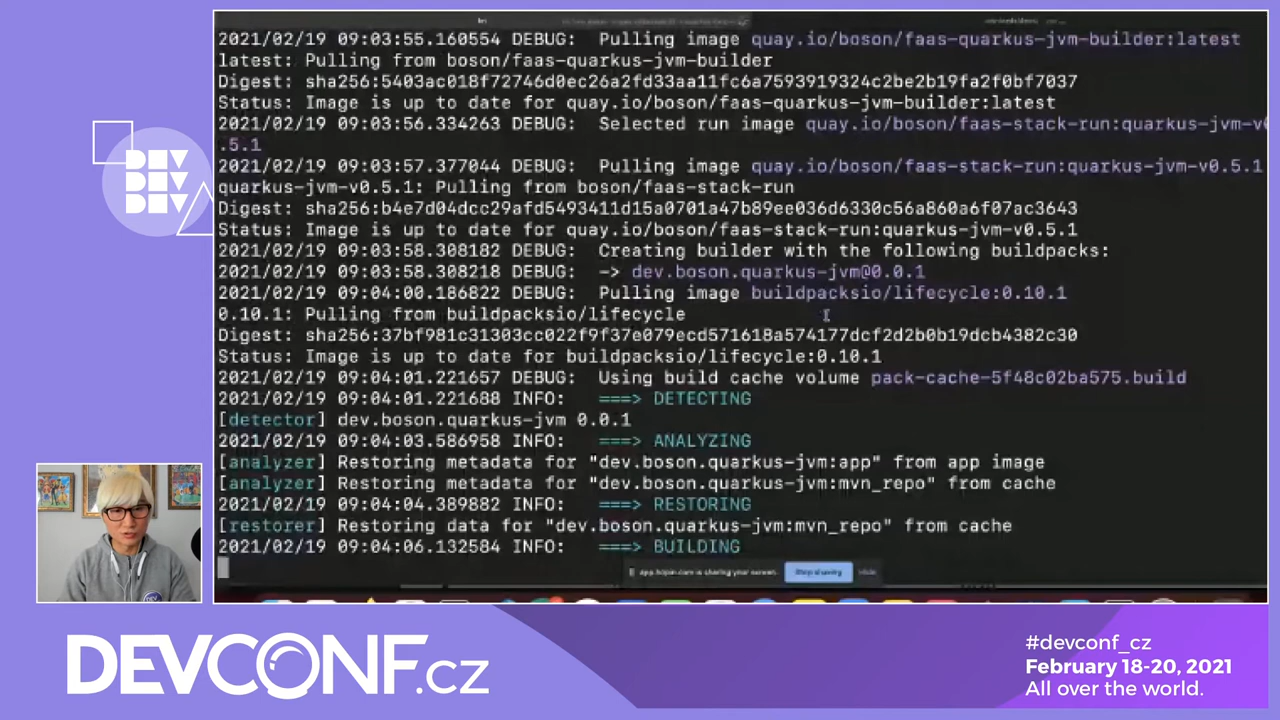 2021/02/19 09:03:55.160554 DEBUG:  Pulling image quay.io/boson/faas-quarkus-jvm-builder:latest
latest: Pulling from boson/faas-quarkus-jvm-builder
Digest: sha256:5403ac018f72746d0ec26a2fd33aa11fc6a7593919324c2be2b19fa2f0bf7037
Status: Image is up to date for quay.io/boson/faas-quarkus-jvm-builder:latest
2021/02/19 09:03:56.334263 DEBUG:  Selected run image quay.io/boson/faas-stack-run:quarkus-jvm-v0
.5.1
2021/02/19 09:03:57.377044 DEBUG:  Pulling image quay.io/boson/faas-stack-run:quarkus-jvm-v0.5.1
quarkus-jvm-v0.5.1: Pulling from boson/faas-stack-run
Digest: sha256:b4e7d04dcc29afd5493411d15a0701a47b89ee036d6330c56a860a6f07ac3643
Status: Image is up to date for quay.io/boson/faas-stack-run:quarkus-jvm-v0.5.1
2021/02/19 09:03:58.308182 DEBUG:  Creating builder with the following buildpacks:
2021/02/19 09:03:58.308218 DEBUG:  -> dev.boson.quarkus-jvm@0.0.1
2021/02/19 09:04:00.186822 DEBUG:  Pulling image buildpacksio/lifecycle:0.10.1
0.10.1: Pulling from buildpacksio/lifecycle
Digest: sha256:37bf981c31303cc022f9f37e079ecd571618a574177dcf2d2b0b19dcb4382c30
Status: Image is up to date for buildpacksio/lifecycle:0.10.1
2021/02/19 09:04:01.221657 DEBUG:  Using build cache volume pack-cache-5f48c02ba575.build
2021/02/19 09:04:01.221688 INFO:   ===> DETECTING
[detector] dev.boson.quarkus-jvm 0.0.1
2021/02/19 09:04:03.586958 INFO:   ===> ANALYZING
[analyzer] Restoring metadata for "dev.boson.quarkus-jvm:app" from app image
[analyzer] Restoring metadata for "dev.boson.quarkus-jvm:mvn_repo" from cache
2021/02/19 09:04:04.389882 INFO:   ===> RESTORING
[restorer] Restoring data for "dev.boson.quarkus-jvm:mvn_repo" from cache
2021/02/19 09:04:06.132584 INFO:   ===> BUILDING
app.hopin.com is sharing your screen. Stop sharing Hide
DEV
DEV
DEV
DEVCONF.cz
#devconf_cz
February 18-20, 2021
All over the world.